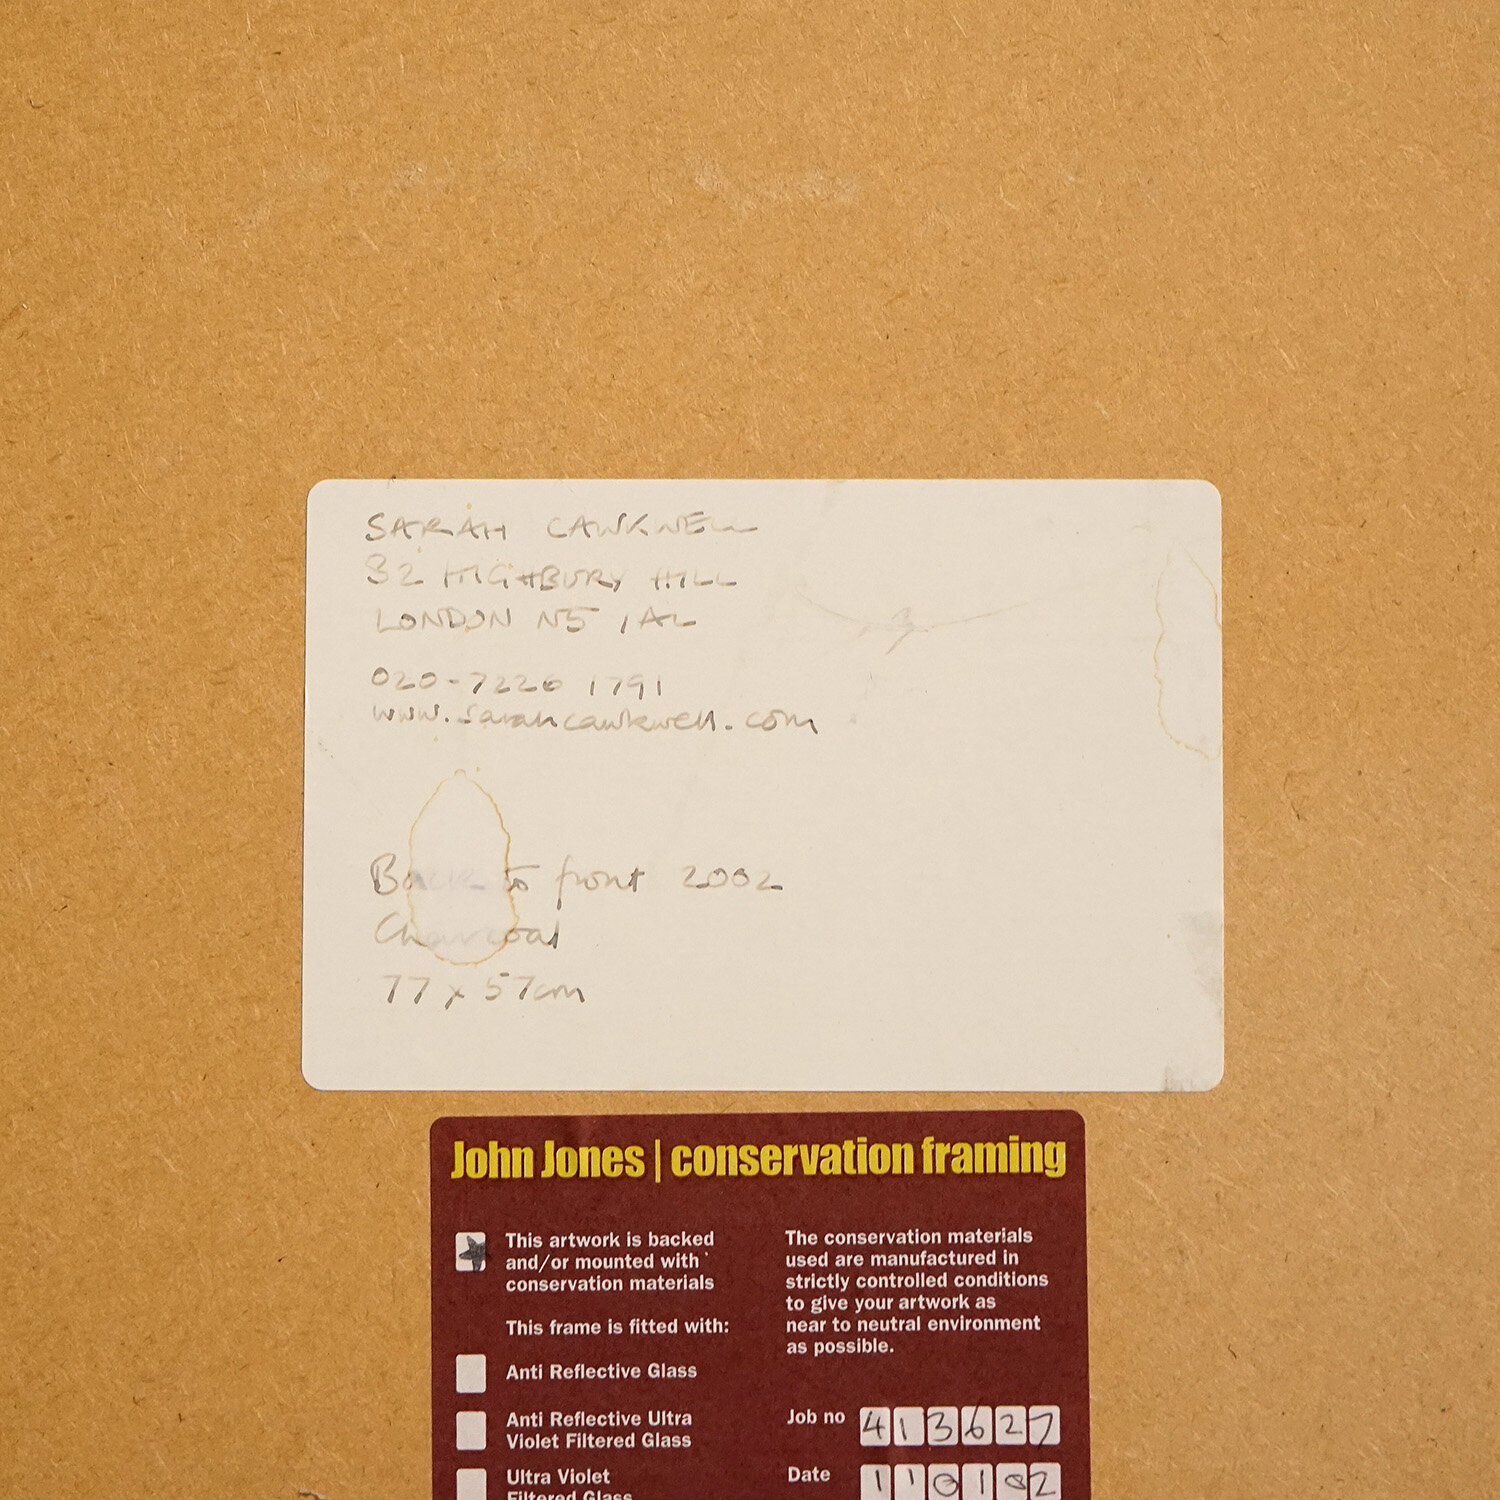 SARAH CAWKWELL
32 HIGHBURY HILL
LONDON N5 1AL
020-7226 1791
www.sarahcawkwell.com
Back to front 2002
Charcoal
77 x 57cm
John Jones | conservation framing
This artwork is backed
and/or mounted with
conservation materials
This frame is fitted with:
Anti Reflective Glass
Anti Reflective Ultra
Violet Filtered Glass
Ultra Violet
Filtered Glass
The conservation materials
used are manufactured in
strictly controlled conditions
to give your artwork as
near to neutral environment
as possible.
Job no 413627
Date 110102